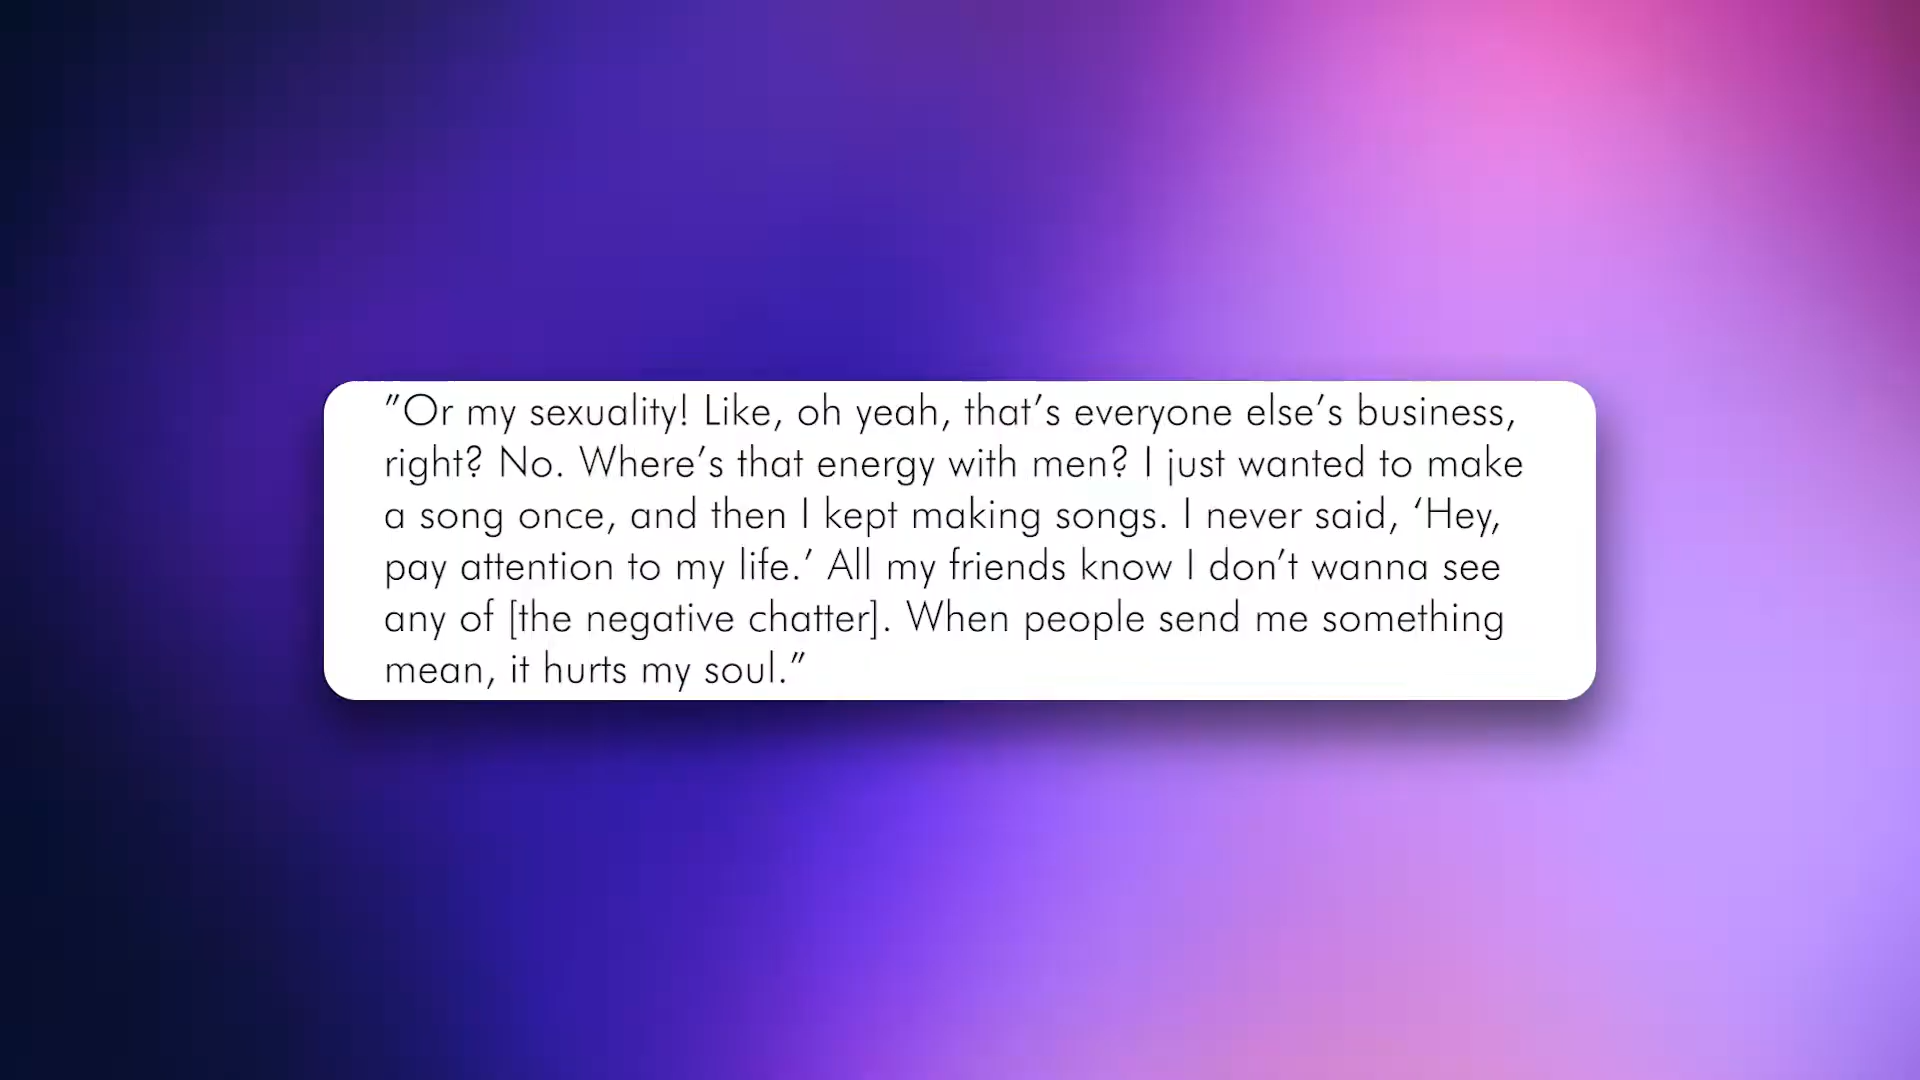 ”Or my sexuality! Like, oh yeah, that’s everyone else’s business,
right? No. Where’s that energy with men? I just wanted to make
a song once, and then I kept making songs. I never said, ‘Hey,
pay attention to my life.’ All my friends know I don’t wanna see
any of [the negative chatter]. When people send me something
mean, it hurts my soul.”